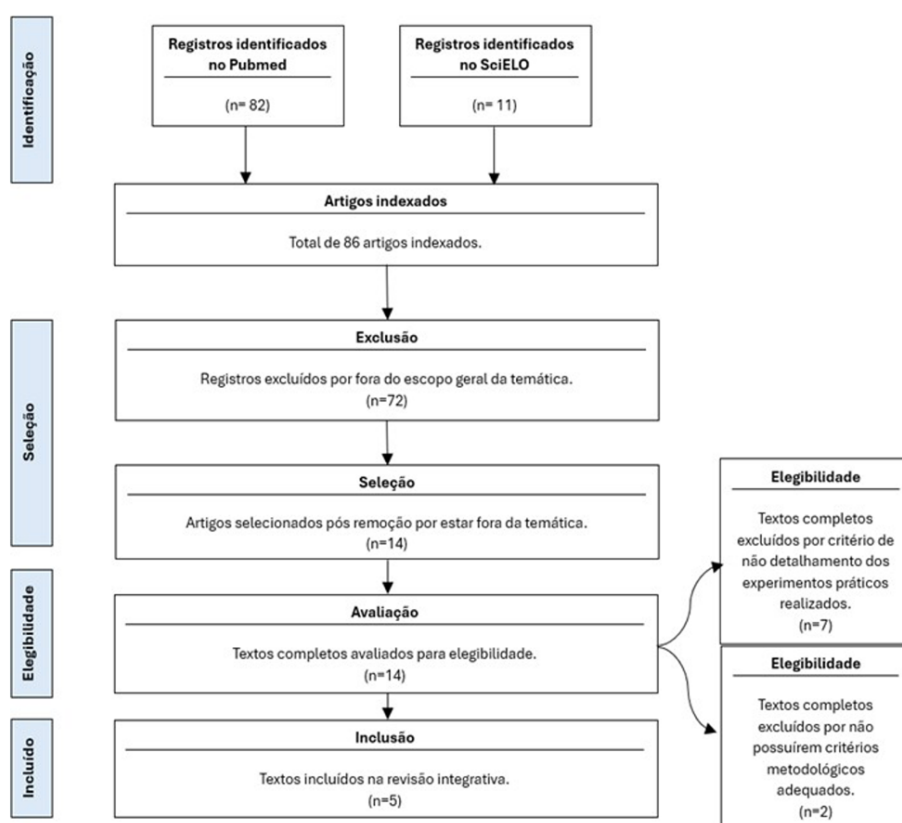 Identificação
Registros identificados
no Pubmed
(n= 82)
Registros identificados
no SciELO
(n= 11)
Artigos indexados
Total de 86 artigos indexados.
Seleção
Exclusão
Registros excluídos por fora do escopo geral da temática.
(n=72)
Seleção
Artigos selecionados pós remoção por estar fora da temática.
(n=14)
Elegibilidade
Avaliação
Textos completos avaliados para elegibilidade.
(n=14)
Elegibilidade
Textos completos
excluídos por critério de
não detalhamento dos
experimentos práticos
realizados.
(n=7)
Elegibilidade
Textos completos
excluídos por não
possuírem critérios
metodológicos
adequados.
(n=2)
Incluído
Inclusão
Textos incluídos na revisão integrativa.
(n=5)